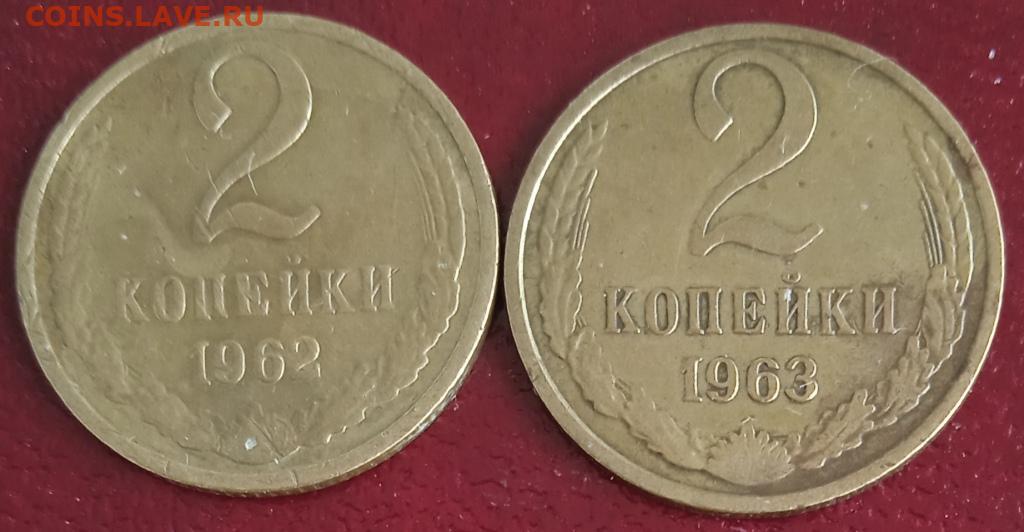 COINS.LAVE.RU
2
КОПЕЙКИ
1962
2
КОПЕЙКИ
1963